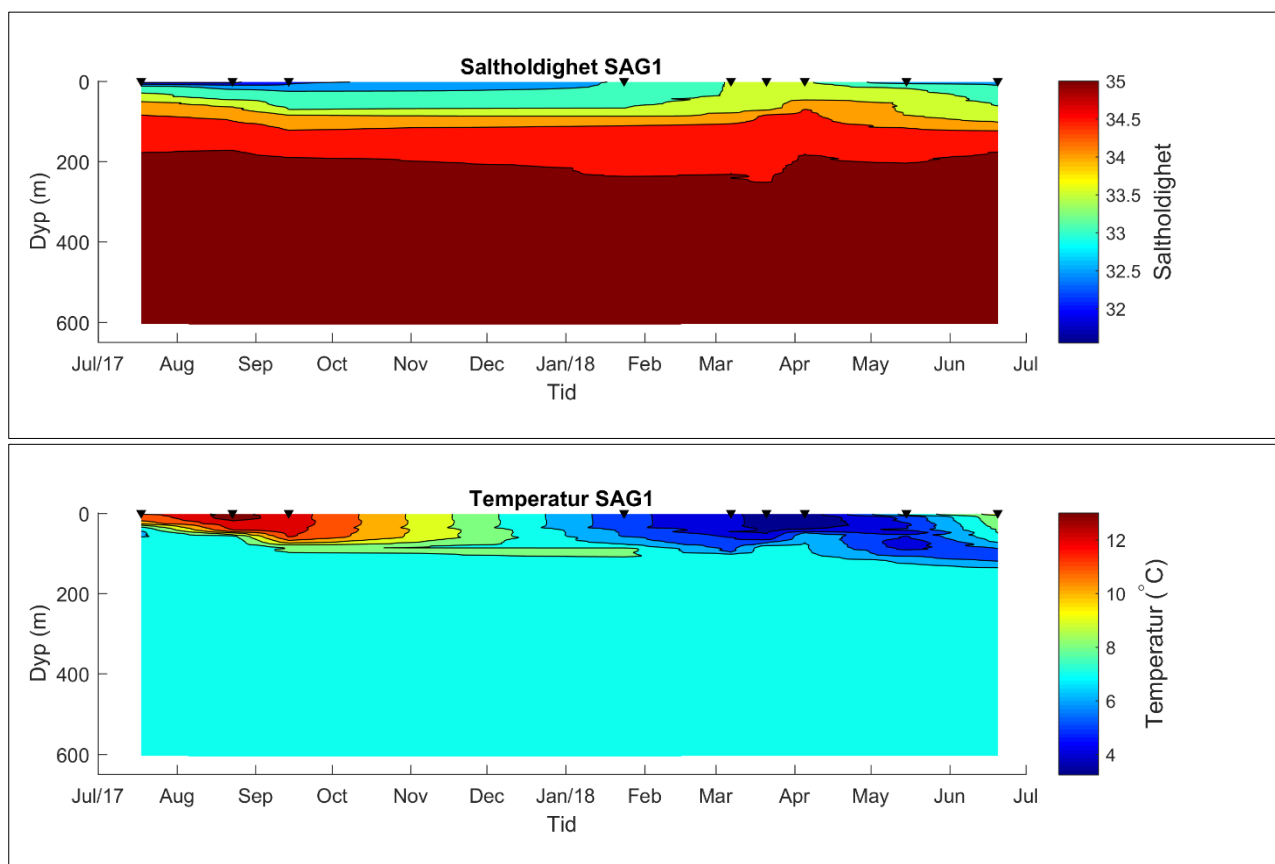 Saltholdighet SAG1
0
200
400
600
Dyp (m)
Jul/17 Aug Sep Oct Nov Dec Jan/18 Feb Mar Apr May Jun Jul
Tid
35
34.5
34
33.5
33
32.5
32
Saltholdighet
Temperatur SAG1
0
200
400
600
Dyp (m)
Jul/17 Aug Sep Oct Nov Dec Jan/18 Feb Mar Apr May Jun Jul
Tid
12
10
8
6
4
Temperatur (°C)